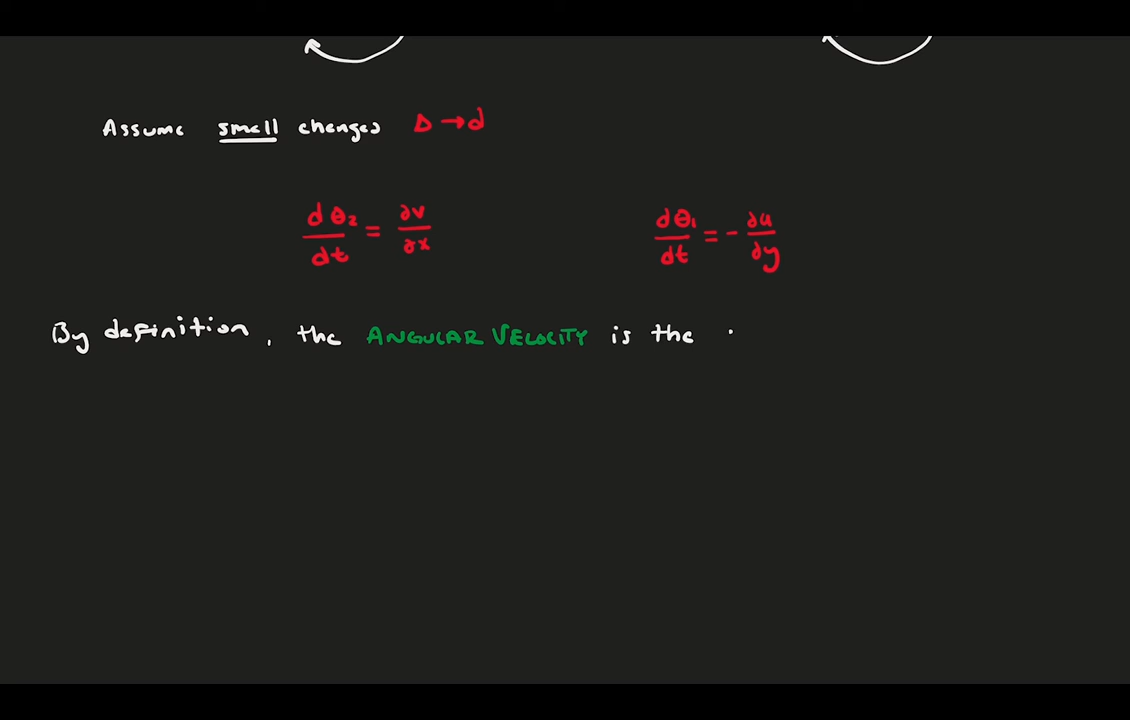 Assume small changes Δ → d
dθ₂/dt = ∂v/∂x dθ₁/dt = - ∂u/∂y
By definition, the ANGULAR VELOCITY is the